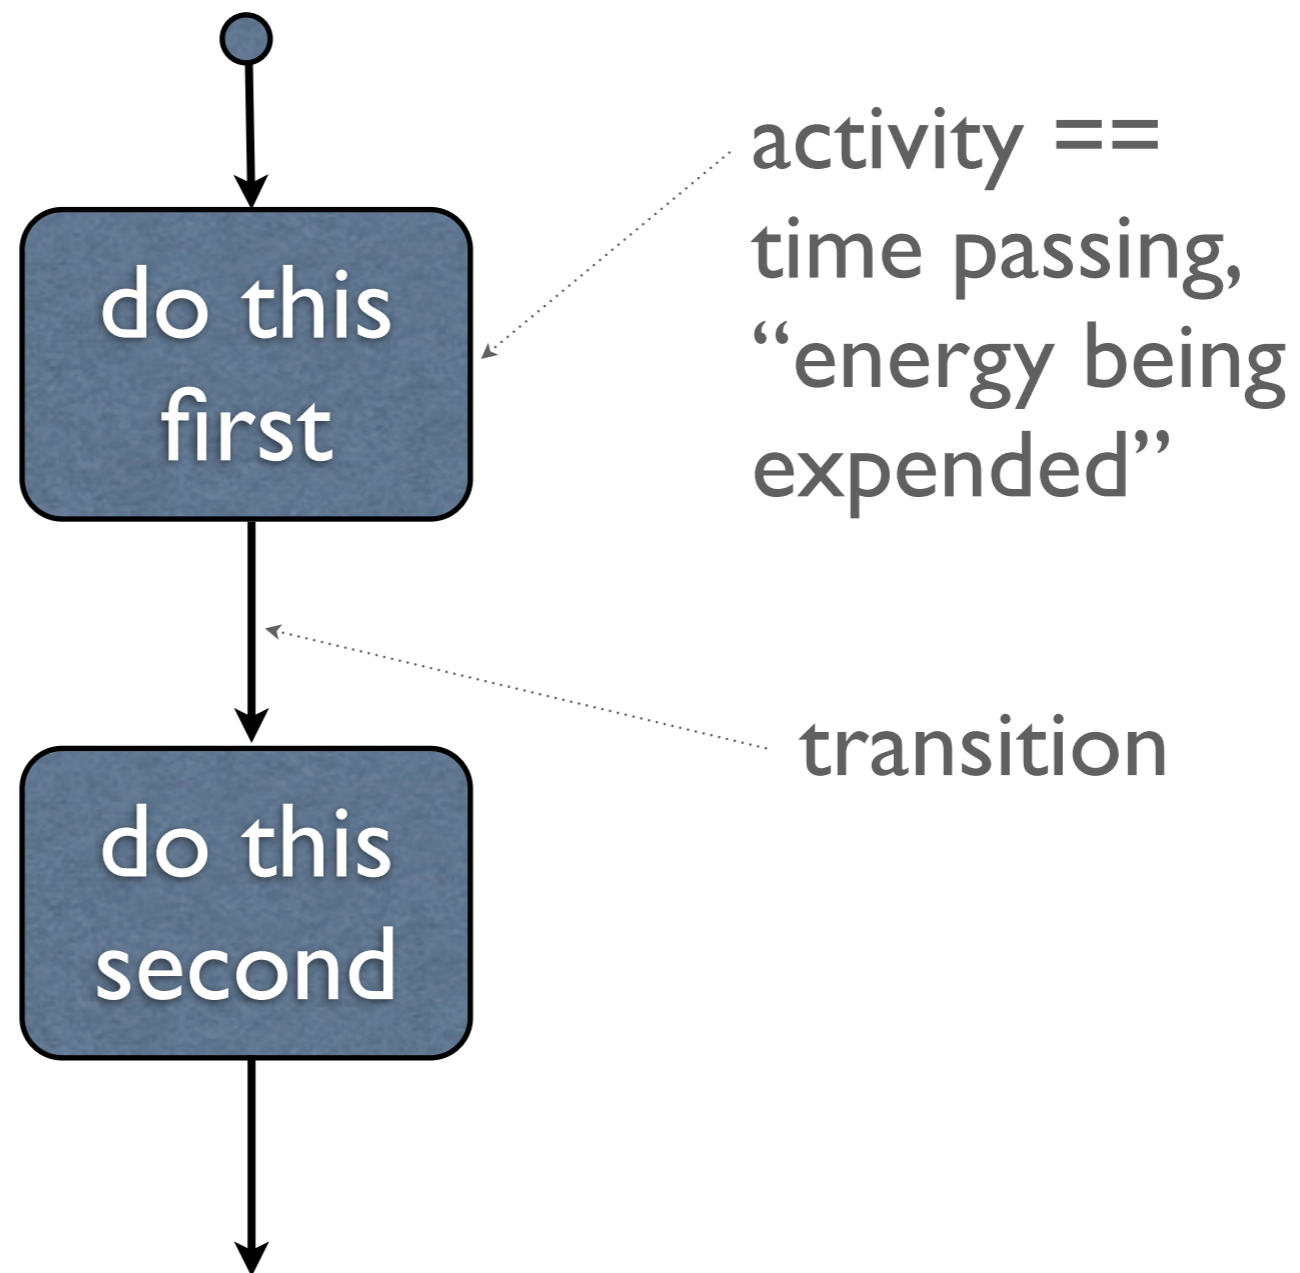 activity ==
time passing,
“energy being
expended”
do this
first
transition
do this
second